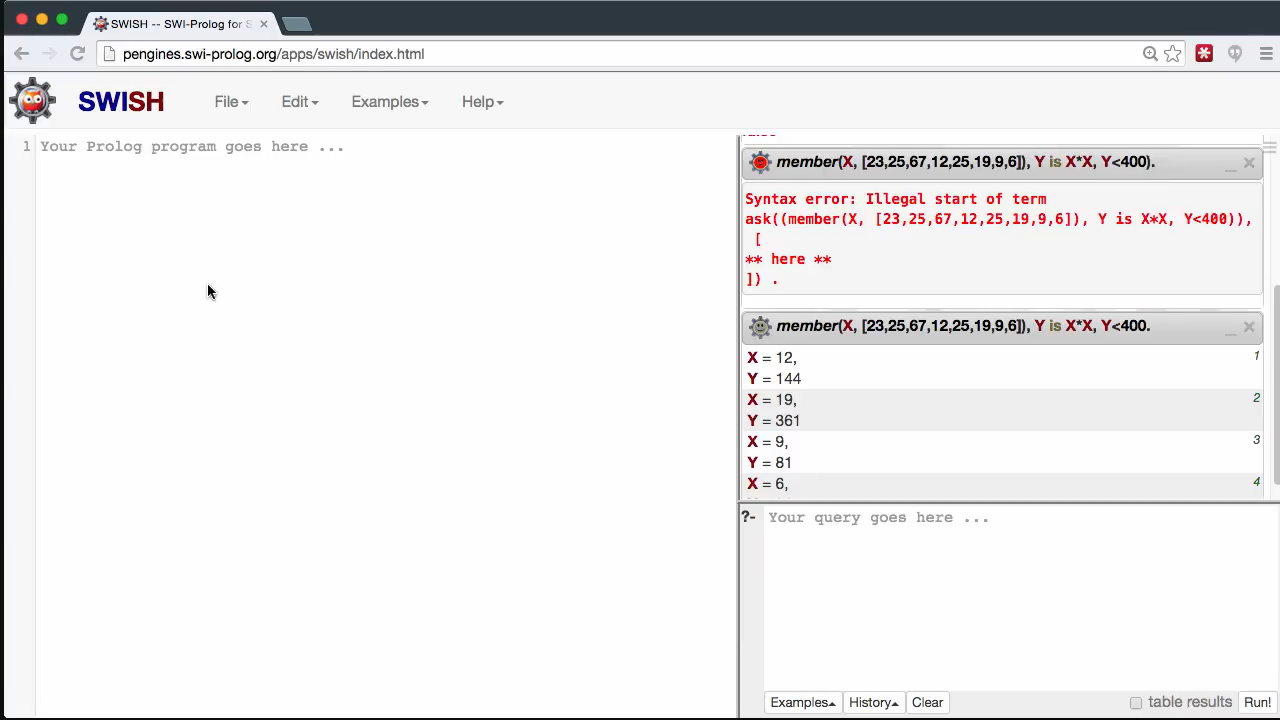 SWISH -- SWI-Prolog for S
pengines.swi-prolog.org/apps/swish/index.html
SWISH File Edit Examples Help
1 Your Prolog program goes here ...
member(X, [23,25,67,12,25,19,9,6]), Y is X*X, Y<400).
Syntax error: Illegal start of term
ask((member(X, [23,25,67,12,25,19,9,6]), Y is X*X, Y<400)),
[
** here **
]) .
member(X, [23,25,67,12,25,19,9,6]), Y is X*X, Y<400.
X = 12, 1
Y = 144
X = 19, 2
Y = 361
X = 9, 3
Y = 81
X = 6, 4
?- Your query goes here ...
Examples History Clear table results Run!